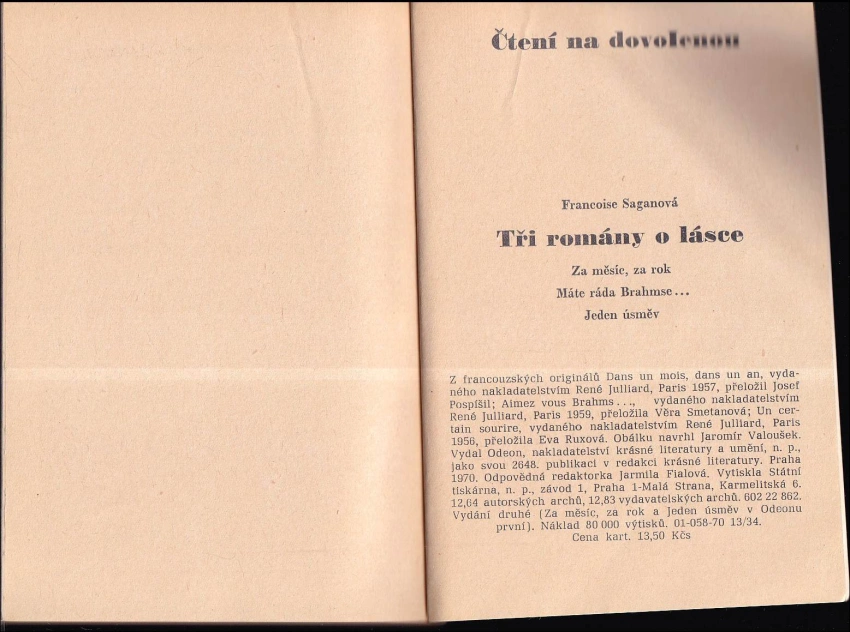 Čtení na dovolenou
Francoise Saganová
Tři romány o lásce
Za měsíc, za rok
Máte ráda Brahmse...
Jeden úsměv
Z francouzských originálů Dans un mois, dans un an, vyda-
ného nakladatelstvím René Julliard, Paris 1957, přeložil Josef
Pospíšil; Aimez vous Brahms..., vydaného nakladatelstvím
René Julliard, Paris 1959, přeložila Věra Smetanová; Un cer-
tain sourire, vydaného nakladatelstvím René Julliard, Paris
1956, přeložila Eva Ruxová. Obálku navrhl Jaromír Valoušek.
Vydal Odeon, nakladatelství krásné literatury a umění, n. p.,
jako svou 2648. publikaci v redakci krásné literatury. Praha
1970. Odpovědná redaktorka Jarmila Fialová. Vytiskla Státní
tiskárna, n. p., závod 1, Praha 1-Malá Strana, Karmelitská 6.
12,64 autorských archů, 12,83 vydavatelských archů. 602 22 862.
Vydání druhé (Za měsíc, za rok a Jeden úsměv v Odeonu
první). Náklad 80 000 výtisků. 01-058-70 13/34.
Cena kart. 13,50 Kčs